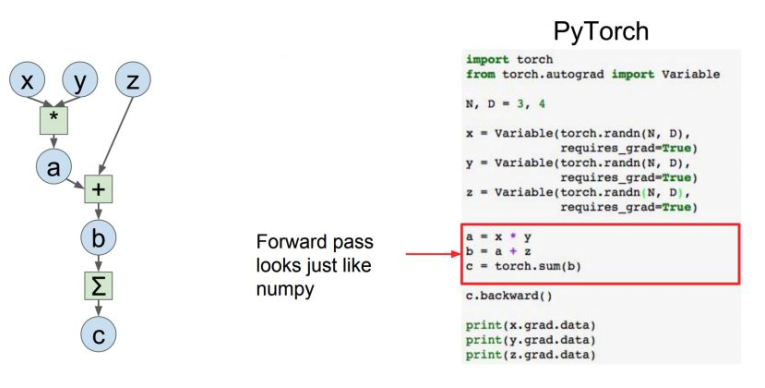 PyTorch
x y z
*
a
+
b
Σ
c
Forward pass
looks just like
numpy
import torch
from torch.autograd import Variable
N, D = 3, 4
x = Variable(torch.randn(N, D),
requires_grad=True)
y = Variable(torch.randn(N, D),
requires_grad=True)
z = Variable(torch.randn(N, D),
requires_grad=True)
a = x * y
b = a + z
c = torch.sum(b)
c.backward()
print(x.grad.data)
print(y.grad.data)
print(z.grad.data)